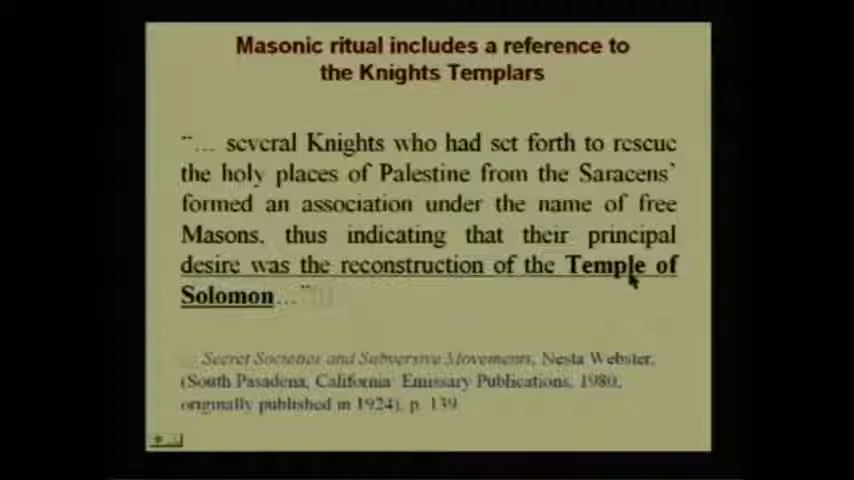 Masonic ritual includes a reference to
the Knights Templars
"... several Knights who had set forth to rescue
the holy places of Palestine from the Saracens'
formed an association under the name of free
Masons, thus indicating that their principal
desire was the reconstruction of the Temple of
Solomon..."
Secret Societies and Subversive Movements, Nesta Webster,
(South Pasadena, California: Emissary Publications, 1980,
originally published in 1924), p. 139